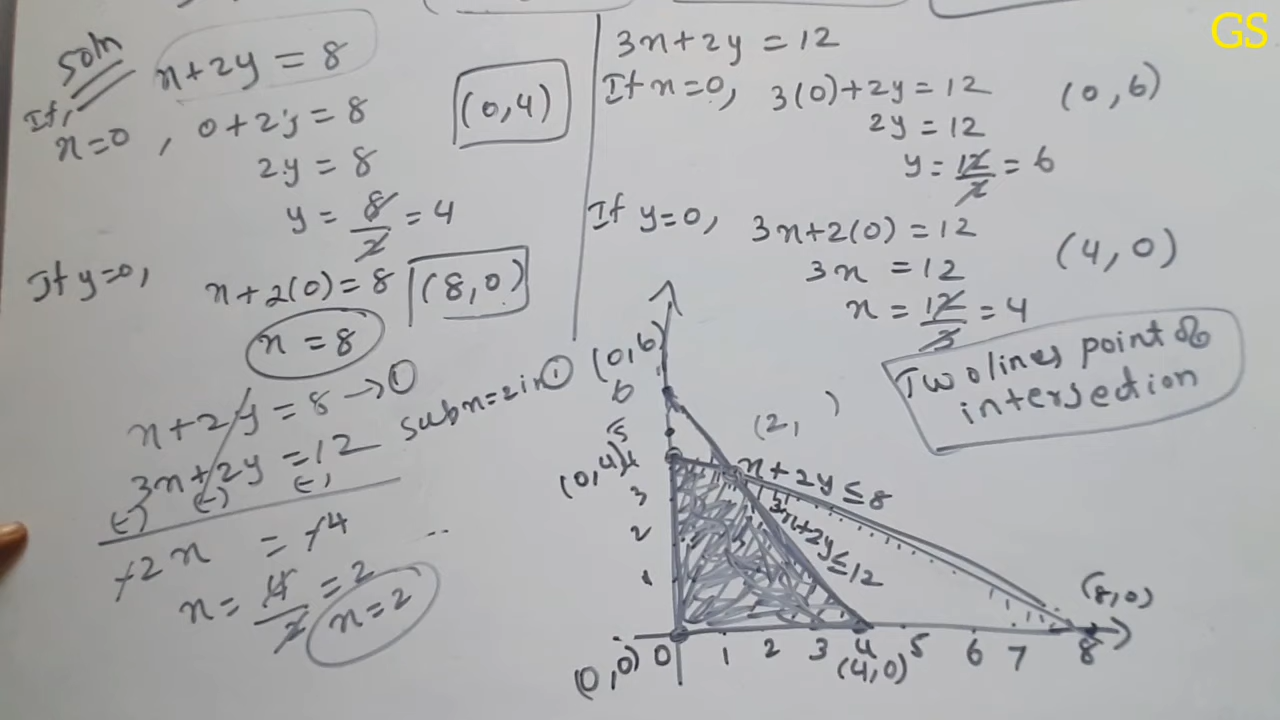 GS
Soln
x+2y = 8
If,
x=0, 0+2y = 8
(0,4)
2y = 8
y = 8/2 = 4
If y=0,
x+2(0)=8 (8,0)
x = 8
x+2y = 8 → ①
3x+2y = 12
(-) (-) (-)
-2x = -4
x = 4/2 = 2
x=2
sub x=2 in ①
3x+2y = 12
If x=0, 3(0)+2y = 12 (0,6)
2y = 12
y = 12/2 = 6
If y=0, 3x+2(0) = 12
(4,0)
3x = 12
x = 12/3 = 4
Two lines point of
intersection
(0,6)
6
5
(0,4) 4
3
2
1
(2, )
x+2y ≤ 8
3x+2y ≤ 12
(8,0)
(0,0) 0 1 2 3 4 5 6 7 8
(4,0)